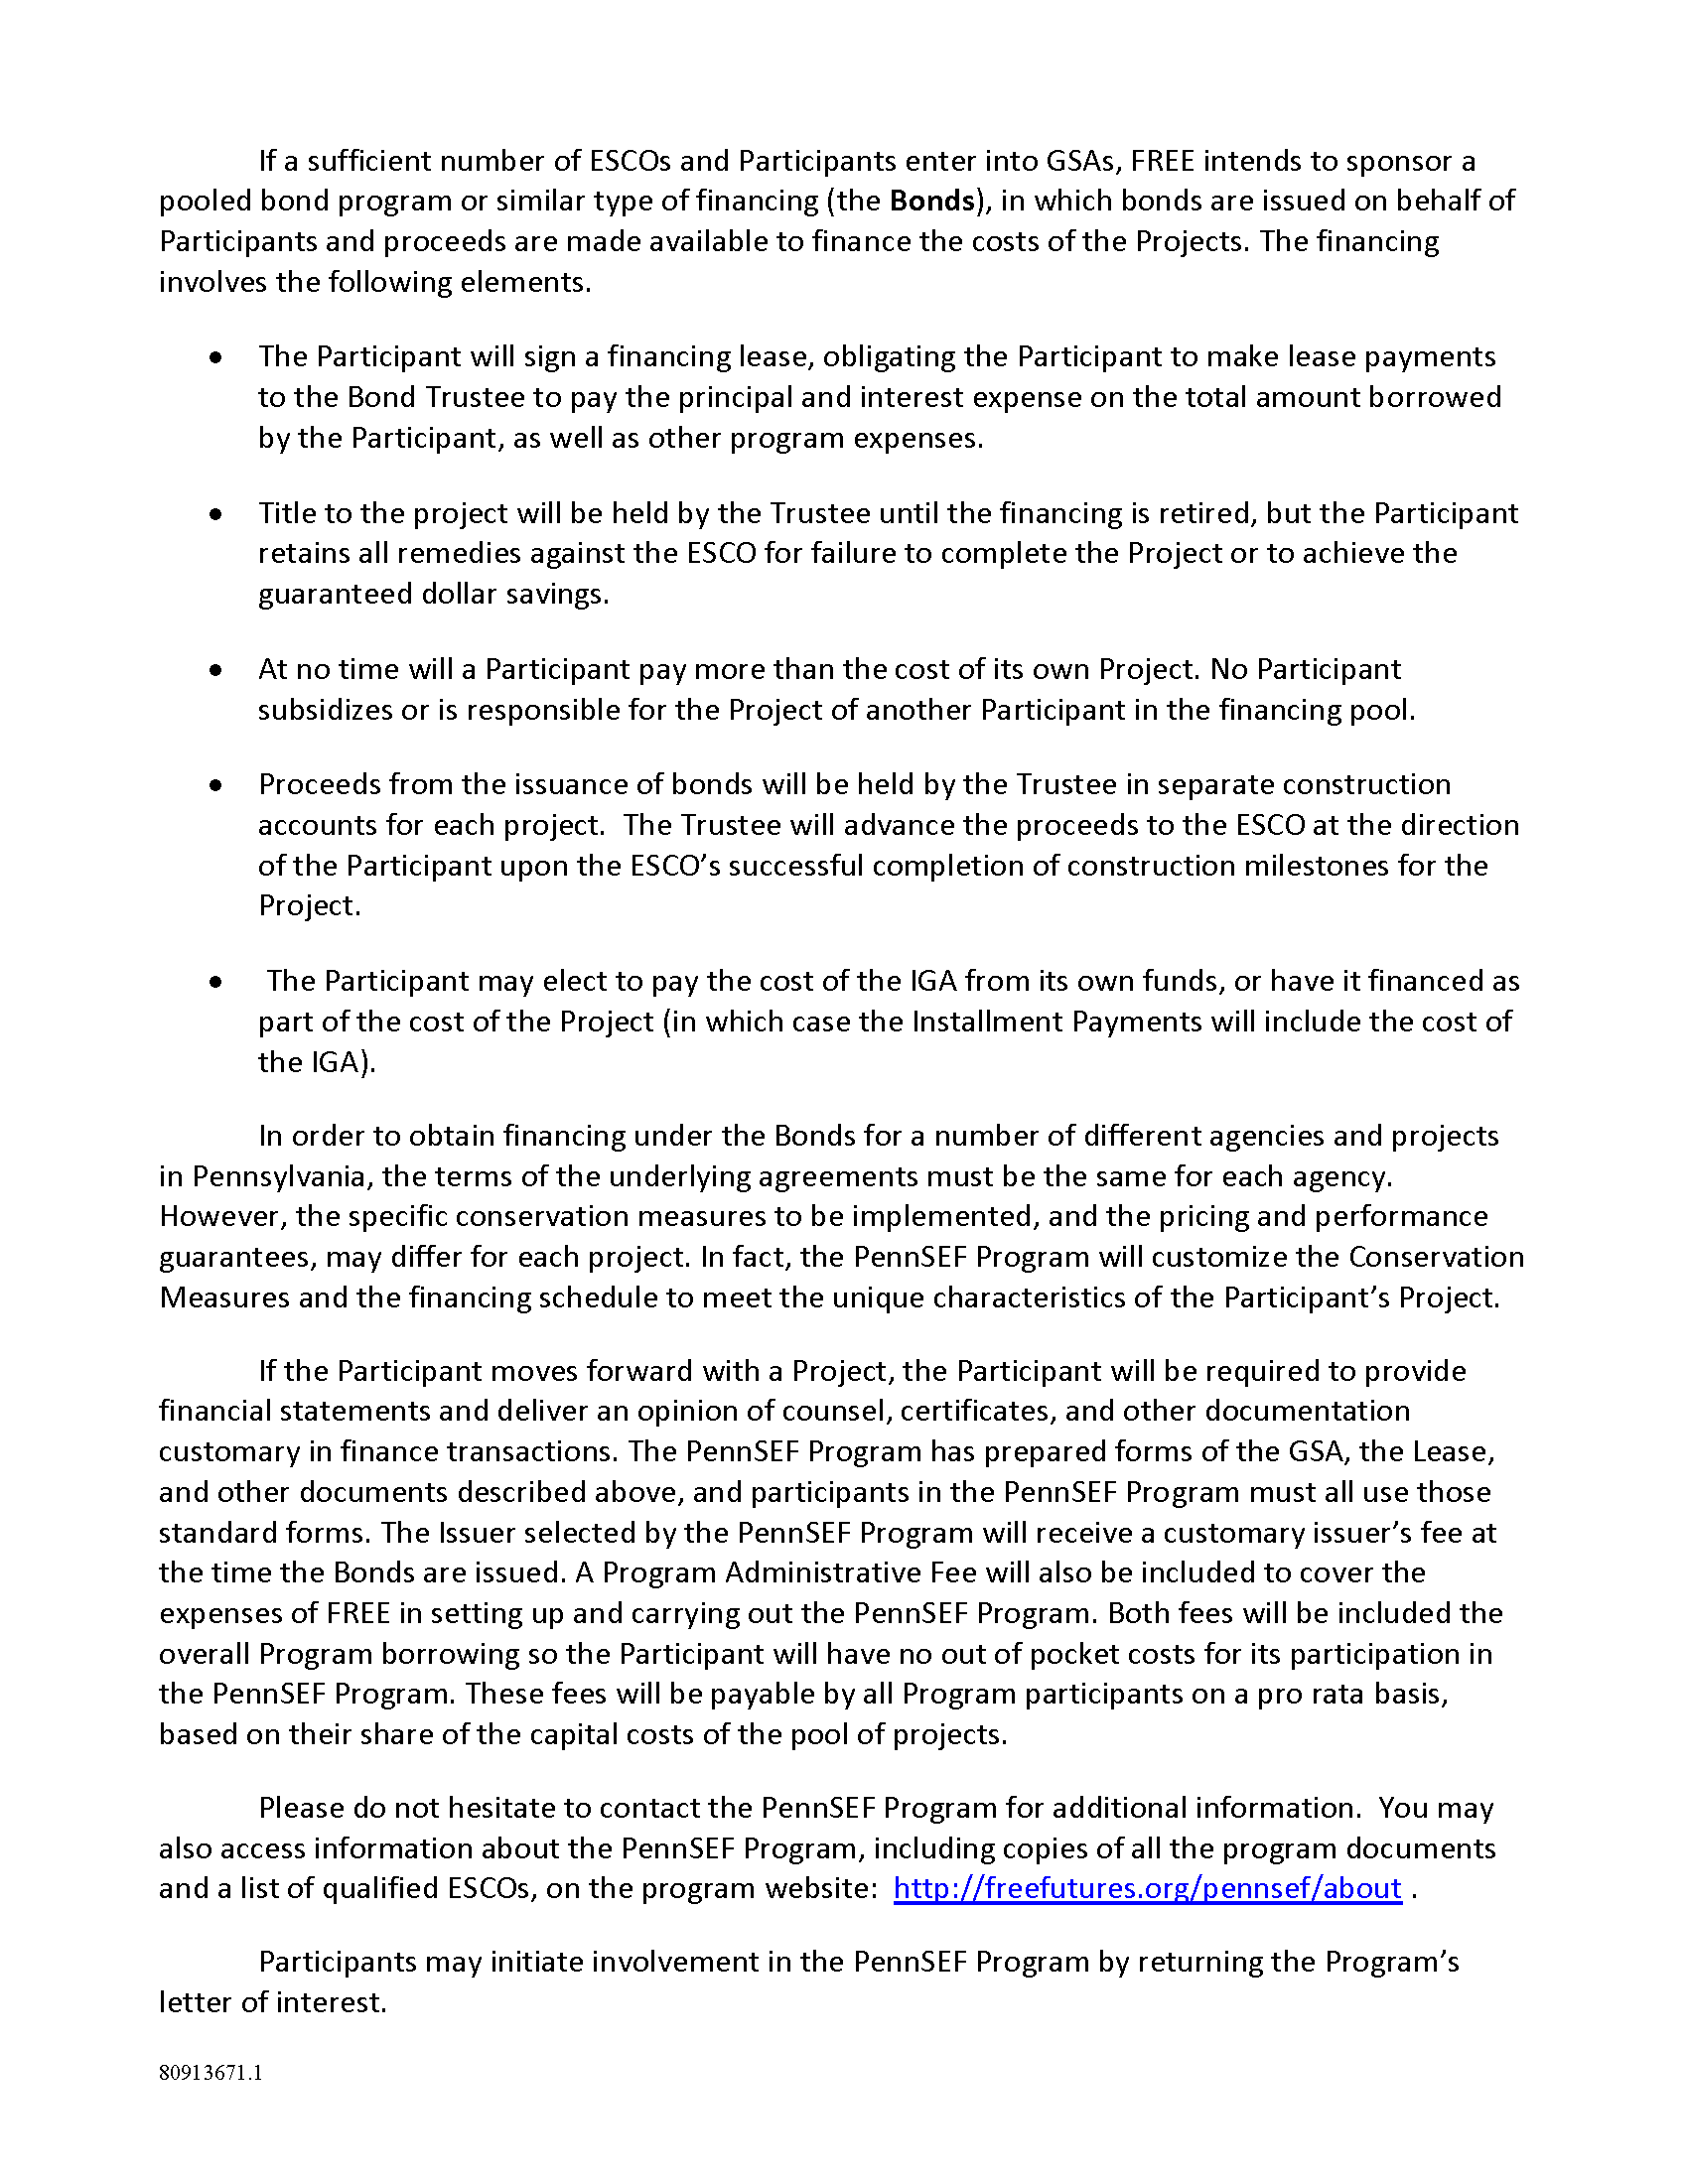 If a sufficient number of ESCOs and Participants enter into GSAs, FREE intends to sponsor a
pooled bond program or similar type of financing (the Bonds), in which bonds are issued on behalf of
Participants and proceeds are made available to finance the costs of the Projects. The financing
involves the following elements.
• The Participant will sign a financing lease, obligating the Participant to make lease payments
to the Bond Trustee to pay the principal and interest expense on the total amount borrowed
by the Participant, as well as other program expenses.
• Title to the project will be held by the Trustee until the financing is retired, but the Participant
retains all remedies against the ESCO for failure to complete the Project or to achieve the
guaranteed dollar savings.
• At no time will a Participant pay more than the cost of its own Project. No Participant
subsidizes or is responsible for the Project of another Participant in the financing pool.
• Proceeds from the issuance of bonds will be held by the Trustee in separate construction
accounts for each project.  The Trustee will advance the proceeds to the ESCO at the direction
of the Participant upon the ESCO’s successful completion of construction milestones for the
Project.
• The Participant may elect to pay the cost of the IGA from its own funds, or have it financed as
part of the cost of the Project (in which case the Installment Payments will include the cost of
the IGA).
In order to obtain financing under the Bonds for a number of different agencies and projects
in Pennsylvania, the terms of the underlying agreements must be the same for each agency.
However, the specific conservation measures to be implemented, and the pricing and performance
guarantees, may differ for each project. In fact, the PennSEF Program will customize the Conservation
Measures and the financing schedule to meet the unique characteristics of the Participant’s Project.
If the Participant moves forward with a Project, the Participant will be required to provide
financial statements and deliver an opinion of counsel, certificates, and other documentation
customary in finance transactions. The PennSEF Program has prepared forms of the GSA, the Lease,
and other documents described above, and participants in the PennSEF Program must all use those
standard forms. The Issuer selected by the PennSEF Program will receive a customary issuer’s fee at
the time the Bonds are issued. A Program Administrative Fee will also be included to cover the
expenses of FREE in setting up and carrying out the PennSEF Program. Both fees will be included the
overall Program borrowing so the Participant will have no out of pocket costs for its participation in
the PennSEF Program. These fees will be payable by all Program participants on a pro rata basis,
based on their share of the capital costs of the pool of projects.
Please do not hesitate to contact the PennSEF Program for additional information.  You may
also access information about the PennSEF Program, including copies of all the program documents
and a list of qualified ESCOs, on the program website:  http://freefutures.org/pennsef/about .
Participants may initiate involvement in the PennSEF Program by returning the Program’s
letter of interest.
80913671.1